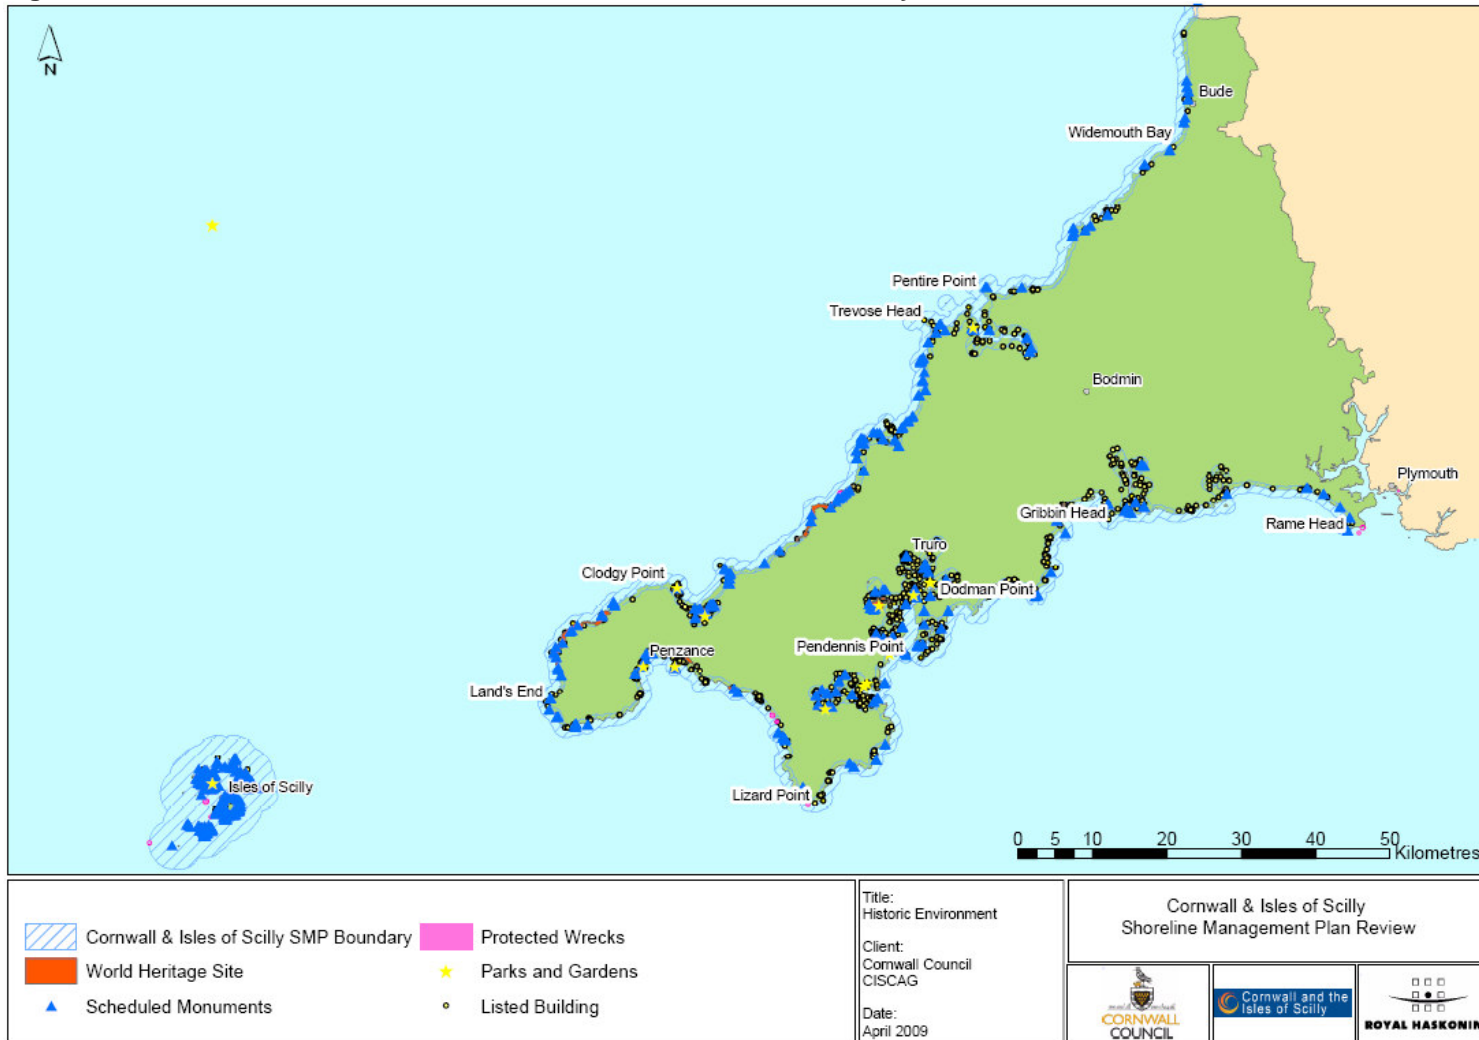 N
Bude
Widemouth Bay
Pentire Point
Trevose Head
Bodmin
Plymouth
Gribbin Head
Rame Head
Truro
Clodgy Point
Dodman Point
Pendennis Point
Penzance
Land's End
Isles of Scilly
Lizard Point
0 5 10 20 30 40 50
Kilometres
Cornwall & Isles of Scilly SMP Boundary
Protected Wrecks
World Heritage Site
Parks and Gardens
Scheduled Monuments
Listed Building
Title:
Historic Environment
Client:
Cornwall Council
CISCAG
Date:
April 2009
Cornwall & Isles of Scilly
Shoreline Management Plan Review
CORNWALL
COUNCIL
Cornwall and the
Isles of Scilly
ROYAL HASKONIN